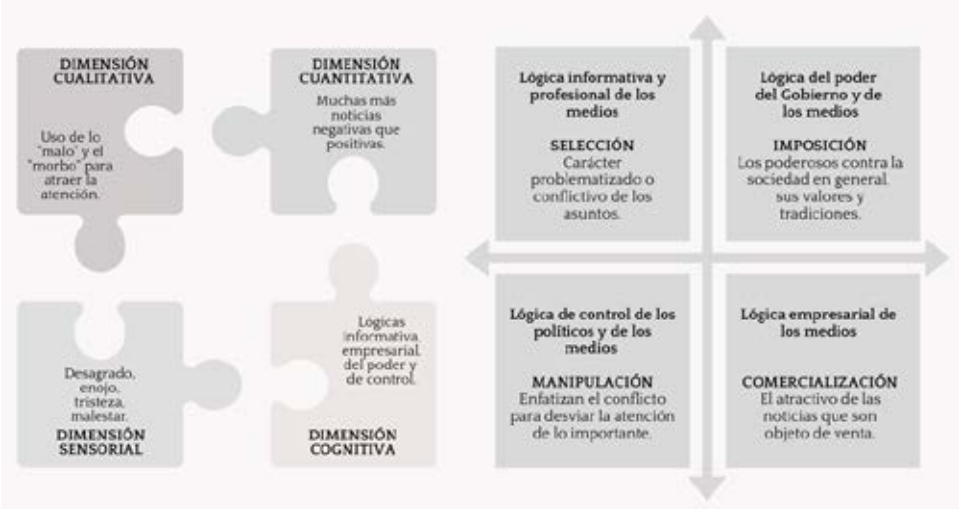 DIMENSIÓN
CUALITATIVA
Uso de lo
"malo" y el
"morbo" para
atraer la
atención.
DIMENSIÓN
CUANTITATIVA
Muchas más
noticias
negativas que
positivas.
Desagrado,
enojo,
tristeza,
malestar.
DIMENSIÓN
SENSORIAL
Lógicas
informativa,
empresarial,
del poder y
de control.
DIMENSIÓN
COGNITIVA
Lógica informativa y
profesional de los
medios
SELECCIÓN
Carácter
problematizado o
conflictivo de los
asuntos.
Lógica del poder
del Gobierno y de
los medios
IMPOSICIÓN
Los poderosos contra la
sociedad en general,
sus valores y
tradiciones.
Lógica de control de los
políticos y de los
medios
MANIPULACIÓN
Enfatizan el conflicto
para desviar la atención
de lo importante.
Lógica empresarial de
los medios
COMERCIALIZACIÓN
El atractivo de las
noticias que son
objeto de venta.